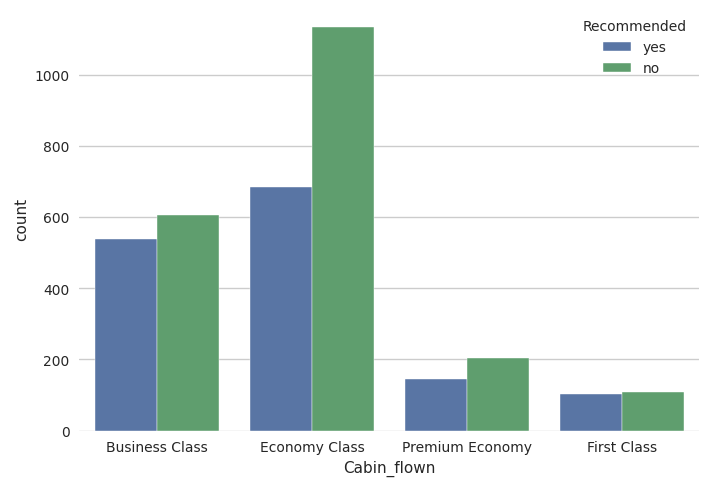 Recommended
yes
no
1000
800
600
400
200
0
count
Business Class
Economy Class
Premium Economy
First Class
Cabin_flown